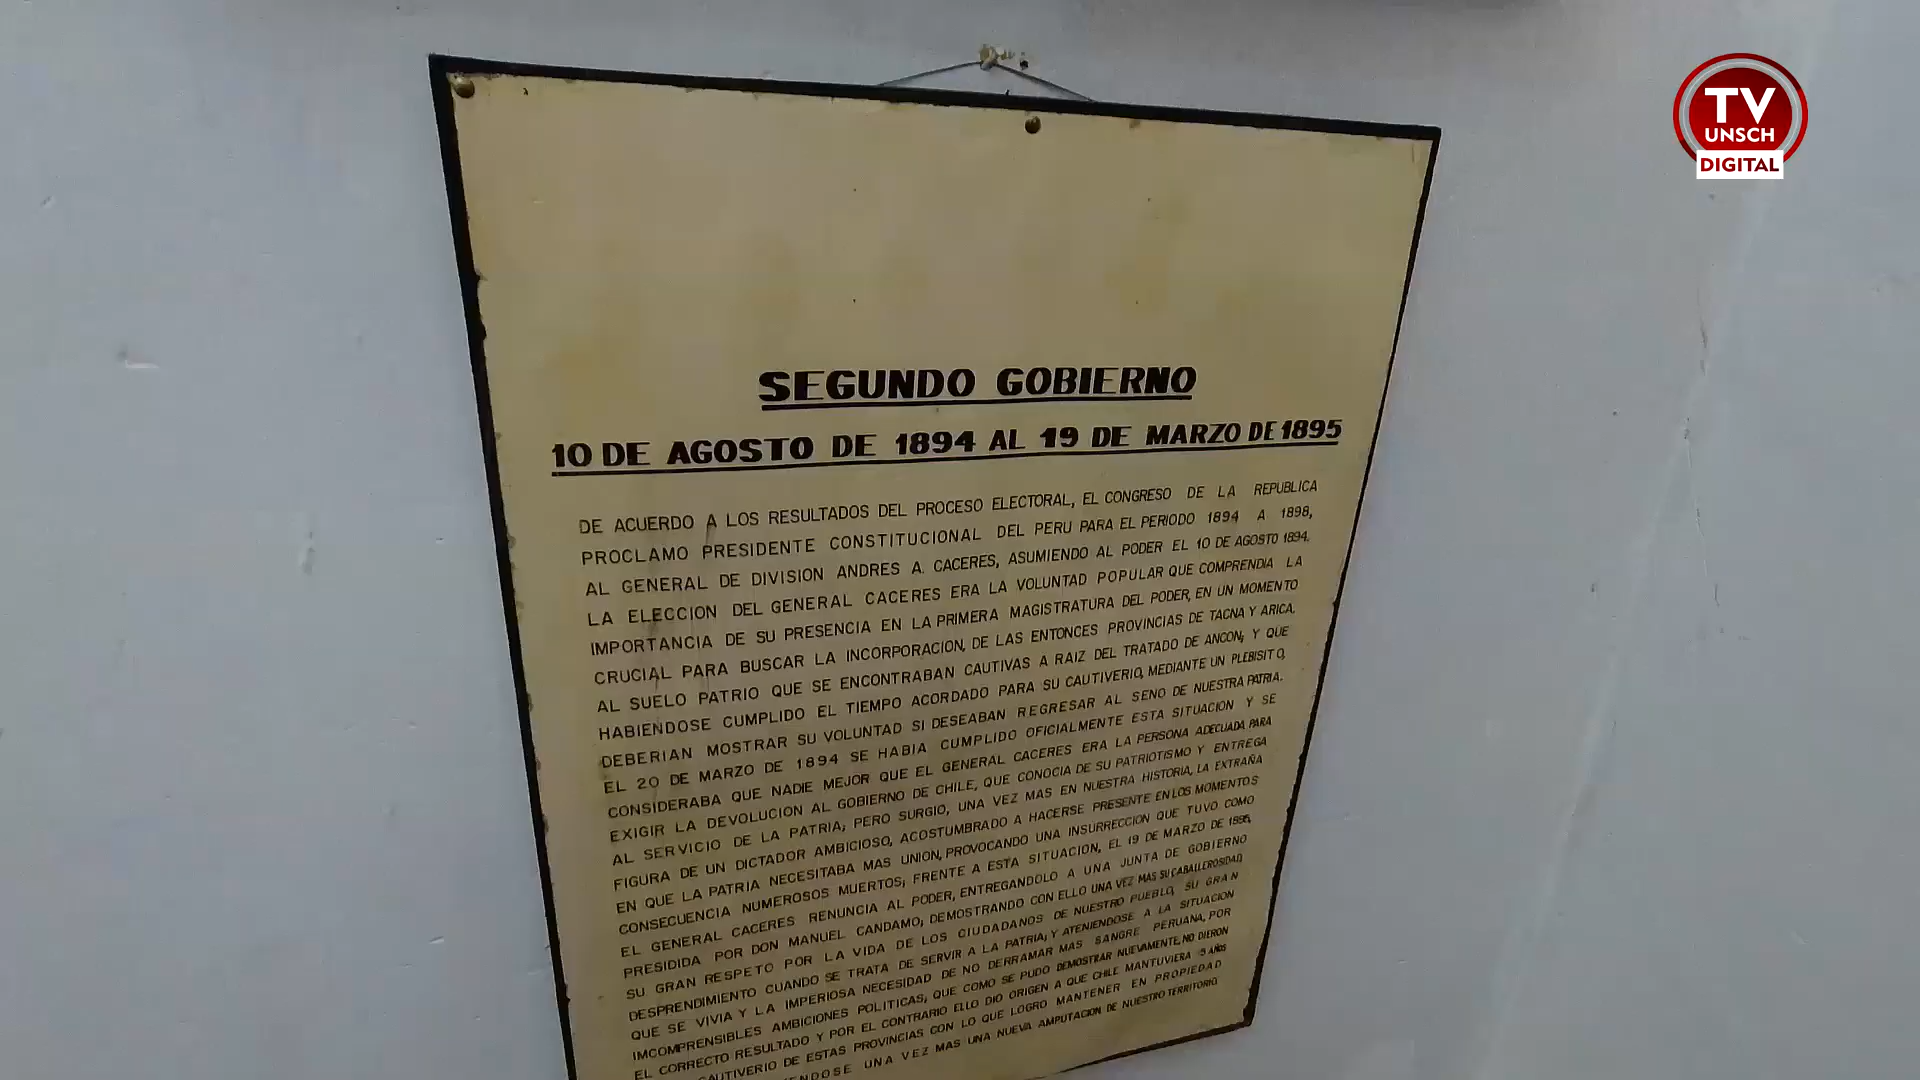 TV
UNSCH
DIGITAL
SEGUNDO GOBIERNO
10 DE AGOSTO DE 1894 AL 19 DE MARZO DE 1895
DE ACUERDO A LOS RESULTADOS DEL PROCESO ELECTORAL, EL CONGRESO DE LA REPUBLICA
PROCLAMO PRESIDENTE CONSTITUCIONAL DEL PERU PARA EL PERIODO 1894 A 1898,
AL GENERAL DE DIVISION ANDRES A. CACERES, ASUMIENDO AL PODER EL 10 DE AGOSTO 1894.
LA ELECCION DEL GENERAL CACERES ERA LA VOLUNTAD POPULAR QUE COMPRENDIA LA
IMPORTANCIA DE SU PRESENCIA EN LA PRIMERA MAGISTRATURA DEL PODER, EN UN MOMENTO
CRUCIAL PARA BUSCAR LA INCORPORACION, DE LAS ENTONCES PROVINCIAS DE TACNA Y ARICA,
AL SUELO PATRIO QUE SE ENCONTRABAN CAUTIVAS A RAIZ DEL TRATADO DE ANCON; Y QUE
HABIENDOSE CUMPLIDO EL TIEMPO ACORDADO PARA SU CAUTIVERIO, MEDIANTE UN PLEBISITO,
DEBERIAN MOSTRAR SU VOLUNTAD SI DESEABAN REGRESAR AL SENO DE NUESTRA PATRIA.
EL 20 DE MARZO DE 1894 SE HABIA CUMPLIDO OFICIALMENTE ESTA SITUACION Y SE
CONSIDERABA QUE NADIE MEJOR QUE EL GENERAL CACERES ERA LA PERSONA ADECUADA PARA
EXIGIR LA DEVOLUCION AL GOBIERNO DE CHILE, QUE CONOCIA DE SU PATRIOTISMO Y ENTREGA
AL SERVICIO DE LA PATRIA; PERO SURGIO, UNA VEZ MAS EN NUESTRA HISTORIA, LA EXTRAÑA
FIGURA DE UN DICTADOR AMBICIOSO, ACOSTUMBRADO A HACERSE PRESENTE EN LOS MOMENTOS
EN QUE LA PATRIA NECESITABA MAS UNION, PROVOCANDO UNA INSURRECCION QUE TUVO COMO
CONSECUENCIA NUMEROSOS MUERTOS; FRENTE A ESTA SITUACION, EL 19 DE MARZO DE 1895,
EL GENERAL CACERES RENUNCIA AL PODER, ENTREGANDOLO A UNA JUNTA DE GOBIERNO
PRESIDIDA POR DON MANUEL CANDAMO; DEMOSTRANDO CON ELLO UNA VEZ MAS SU CABALLEROSIDAD,
SU GRAN RESPETO POR LA VIDA DE LOS CIUDADANOS DE NUESTRO PUEBLO, SU GRAN
DESPRENDIMIENTO CUANDO SE TRATA DE SERVIR A LA PATRIA; Y ATENIENDOSE A LA SITUACION
QUE SE VIVIA Y LA IMPERIOSA NECESIDAD DE NO DERRAMAR MAS SANGRE PERUANA, POR
IMCOMPRENSIBLES AMBICIONES POLITICAS, QUE COMO SE PUDO DEMOSTRAR NUEVAMENTE, NO DIERON
EL CORRECTO RESULTADO Y POR EL CONTRARIO ELLO DIO ORIGEN A QUE CHILE MANTUVIERA AÑOS
CAUTIVERIO DE ESTAS PROVINCIAS CON LO QUE LOGRO MANTENER EN PROPIEDAD
UNA VEZ MAS UNA NUEVA AMPUTACION DE NUESTRO TERRITORIO.